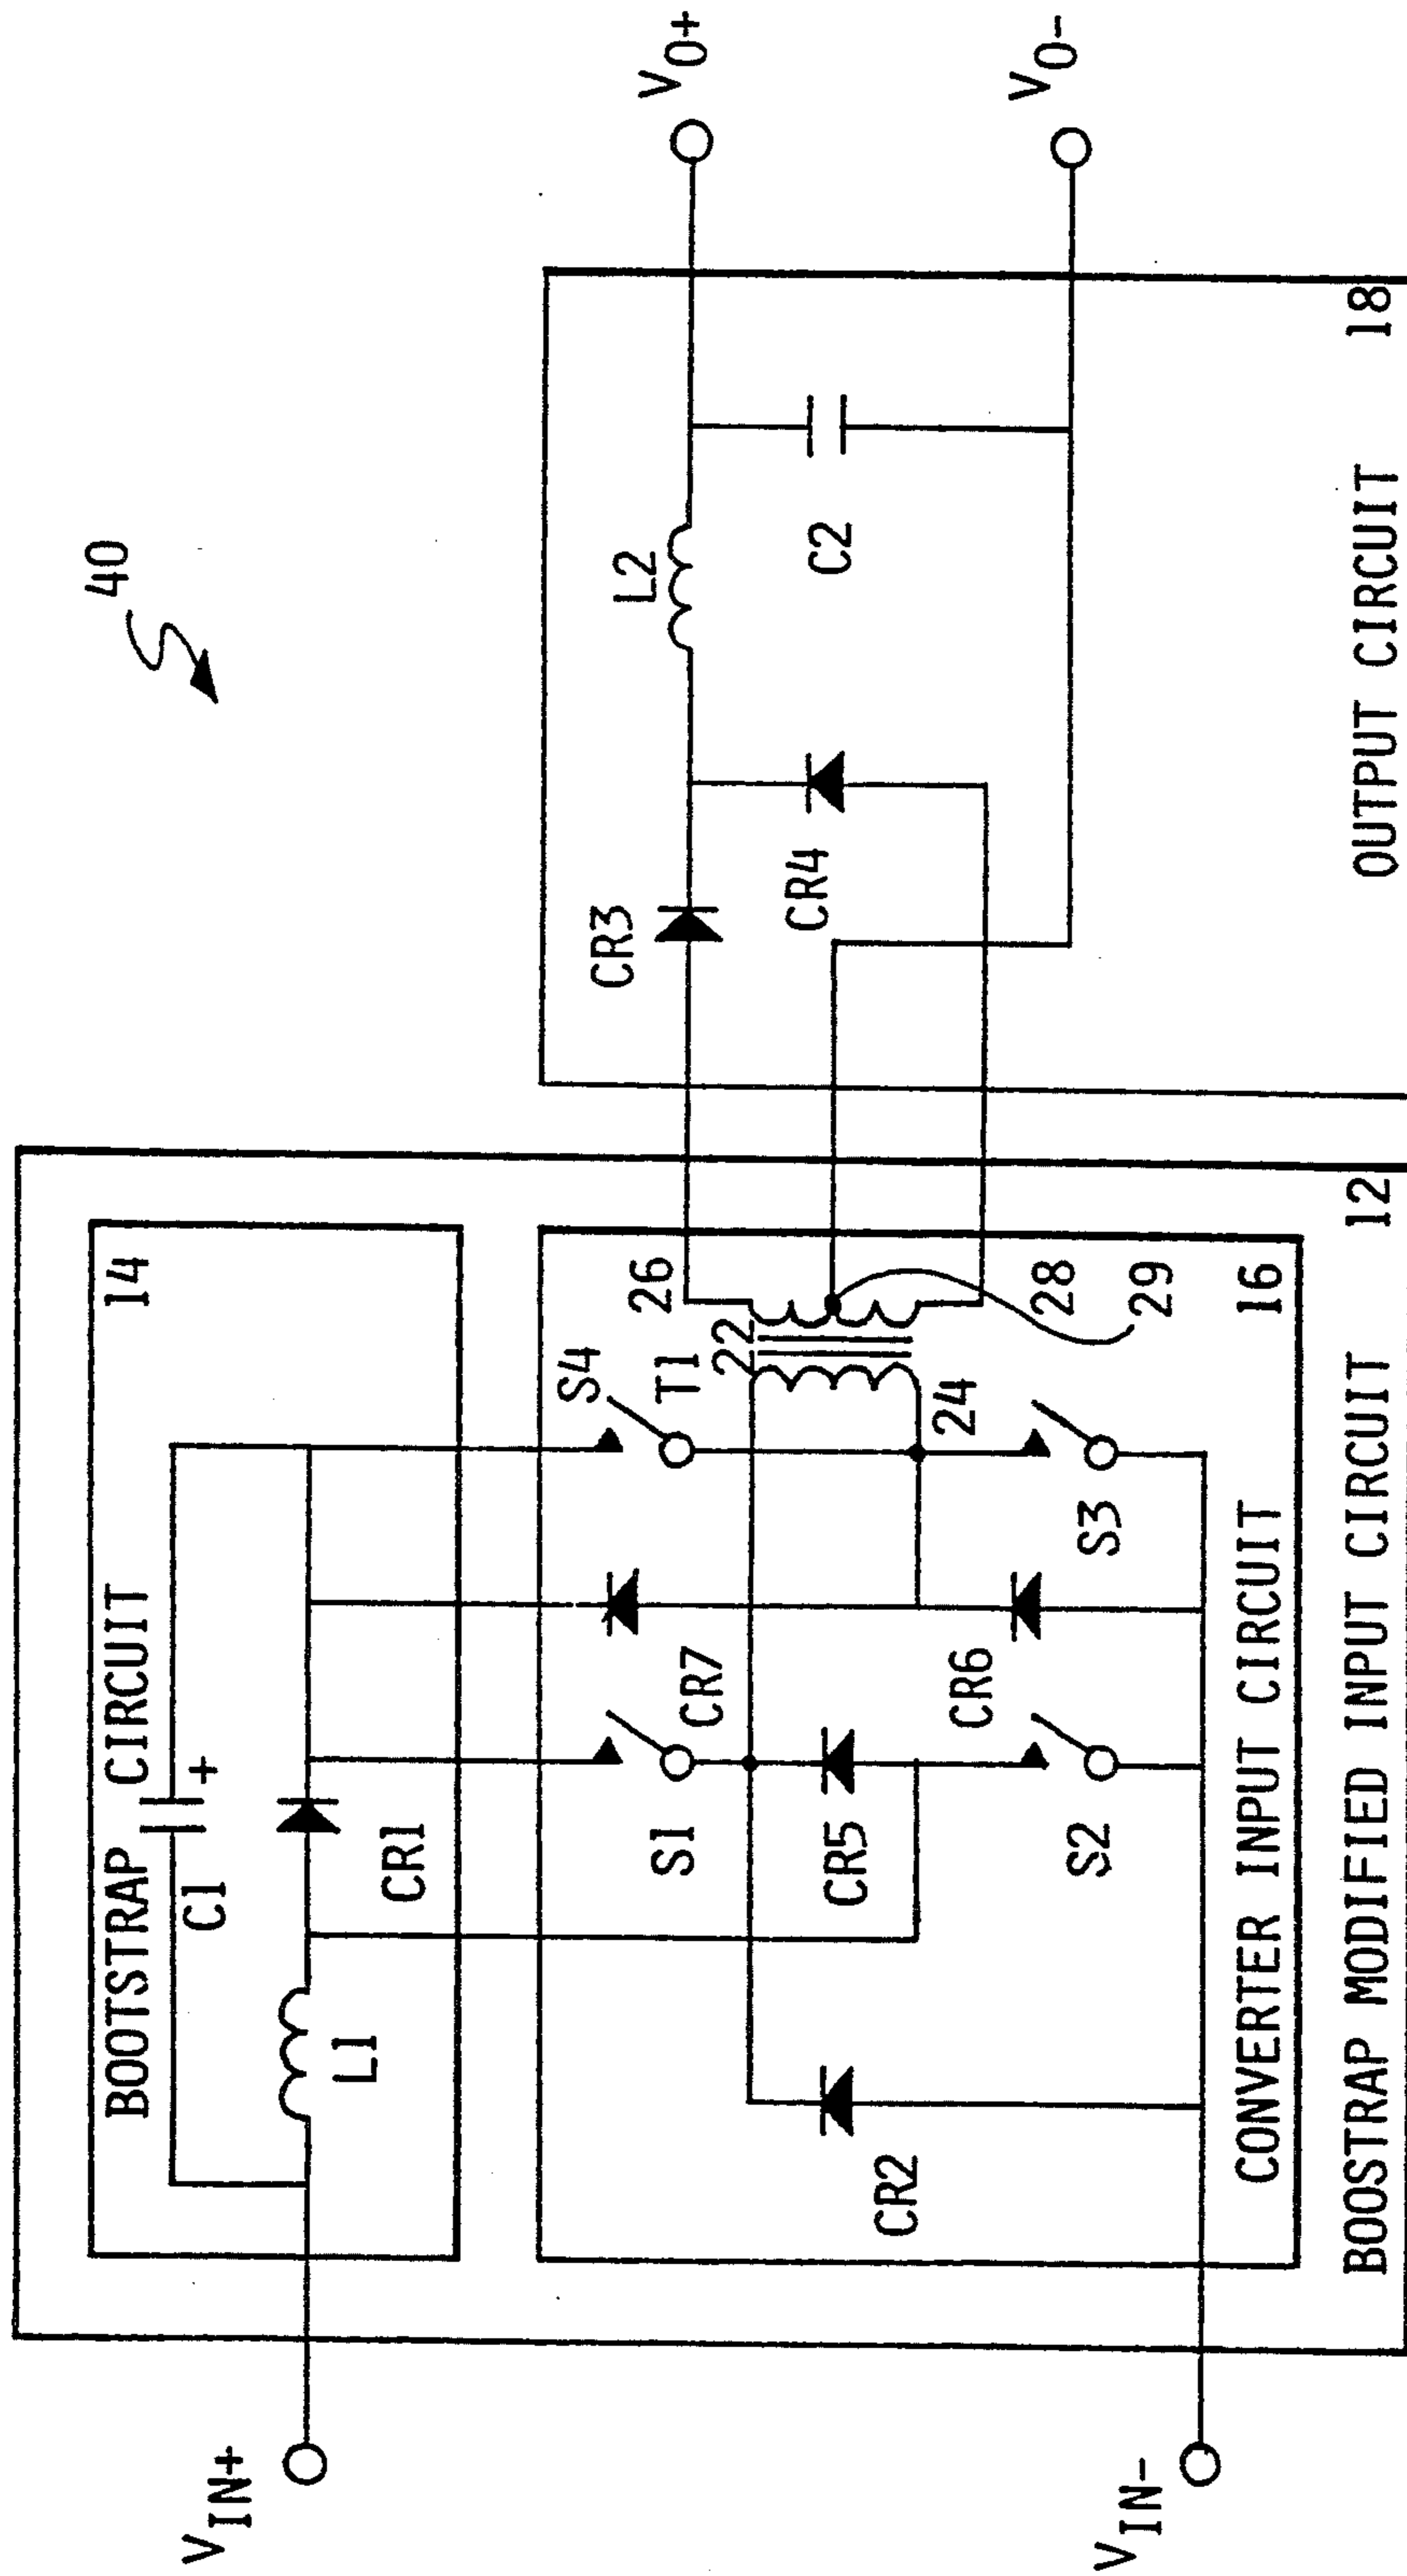 40
BOOTSTRAP CIRCUIT
14
C1
+
L1
CR1
VIN+
VIN-
S1
CR7
S4
T1
22
26
CR5
CR2
CR6
24
S2
S3
28
29
CONVERTER INPUT CIRCUIT
16
BOOSTRAP MODIFIED INPUT CIRCUIT
12
CR3
L2
CR4
C2
VO+
VO-
OUTPUT CIRCUIT
18